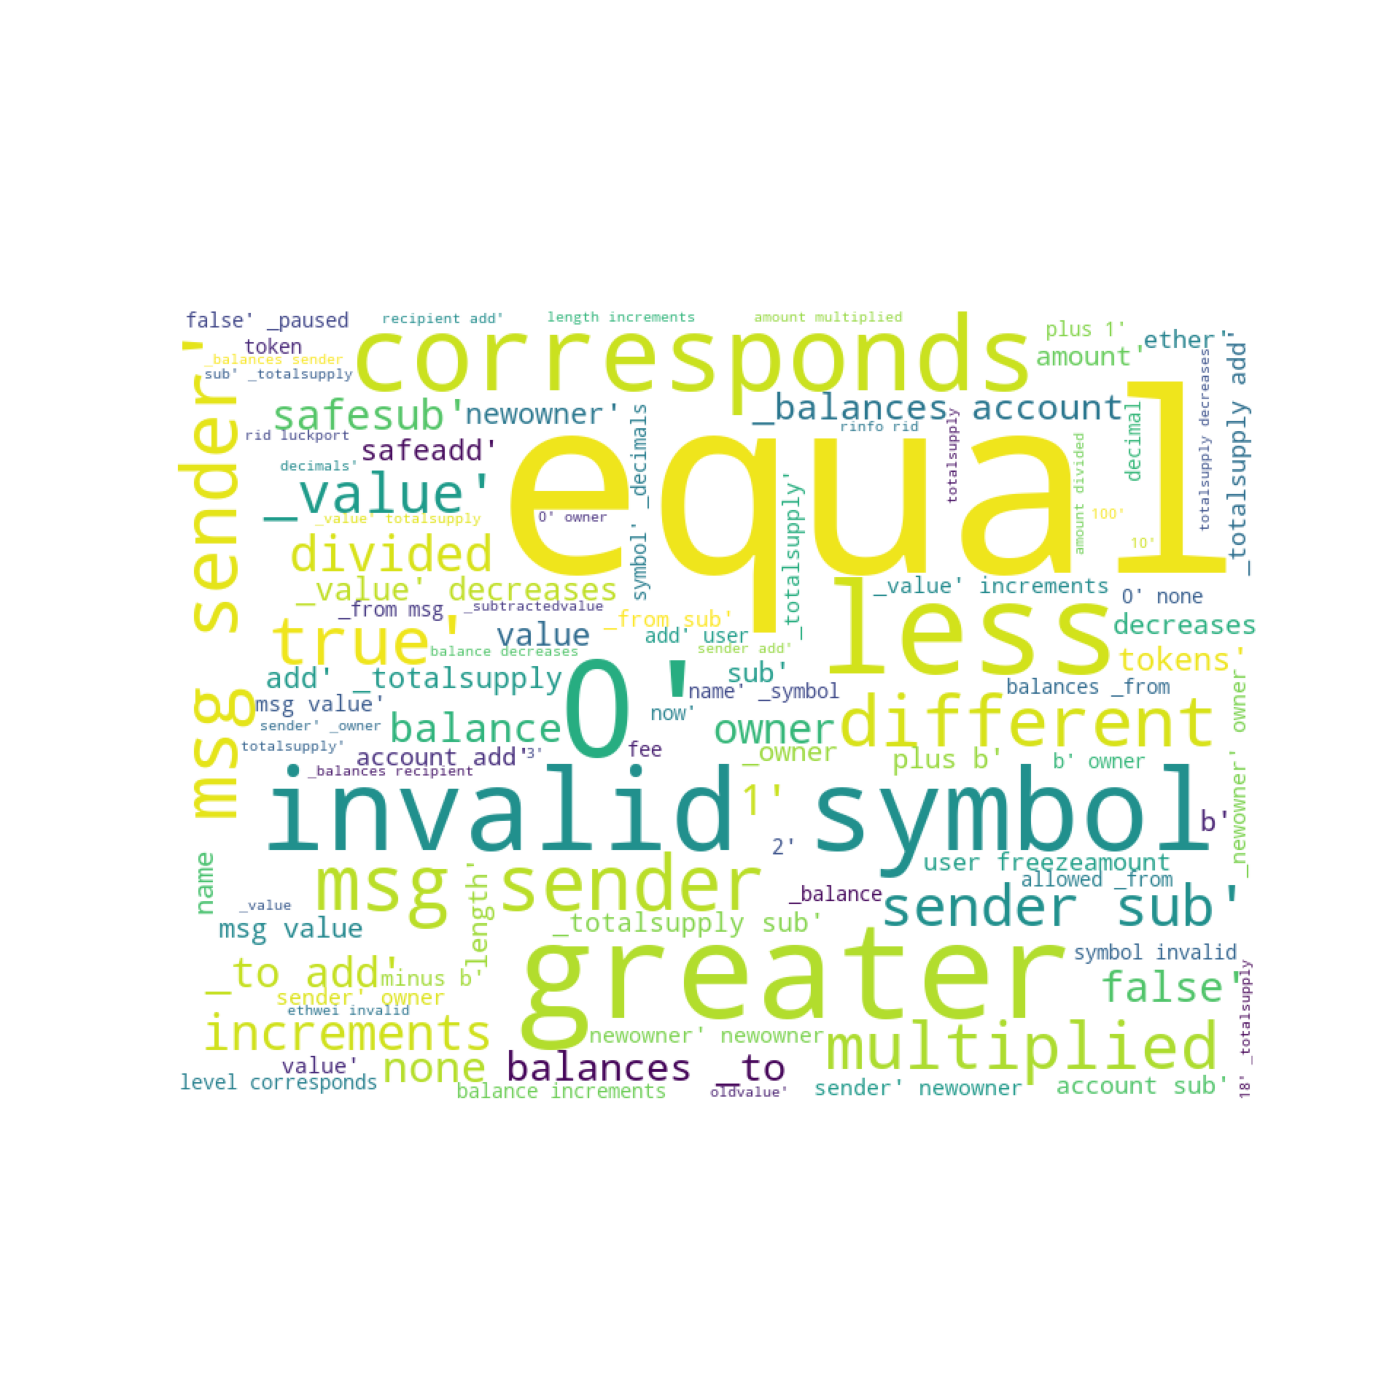 false' _paused
recipient add'
length increments
amount multiplied
plus 1'
ether'
token
corresponds
amount'
_balances sender
sub' _totalsupply
msg sender'
safesub'
newowner'
_balances account
_totalsupply add'
totalsupply decreases
decimal
rid luckport
safeadd'
symbol' _decimals
equal
rinfo rid
totalsupply
amount divided
decimals'
_value'
_totalsupply'
100'
_value' totalsupply
0' owner
10'
divided
_value' decreases
less
_value' increments
0' none
_from msg
_subtractedvalue
_from sub'
decreases
true'
value
add' user
balance decreases
sender add'
tokens'
add' _totalsupply
0'
sub'
name' _symbol
balances _from
msg value'
now'
different
_newowner' owner'
sender' _owner
balance
owner
totalsupply'
account add'
3'
fee
_owner
plus b'
b' owner
_balances recipient
invalid symbol
1'
b'
2'
name
msg sender
length'
user freezeamount
allowed _from
_value
_balance
sender sub'
msg value
_totalsupply sub'
symbol invalid
_to add'
minus b'
greater
false'
18' _totalsupply
sender' owner
ethwei invalid
increments
newowner' newowner
multiplied
value'
none
balances _to
level corresponds
balance increments
oldvalue'
sender' newowner
account sub'